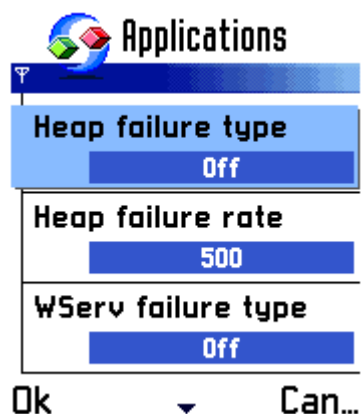 Applications
Heap failure type
Off
Heap failure rate
500
WServ failure type
Off
Ok Can...